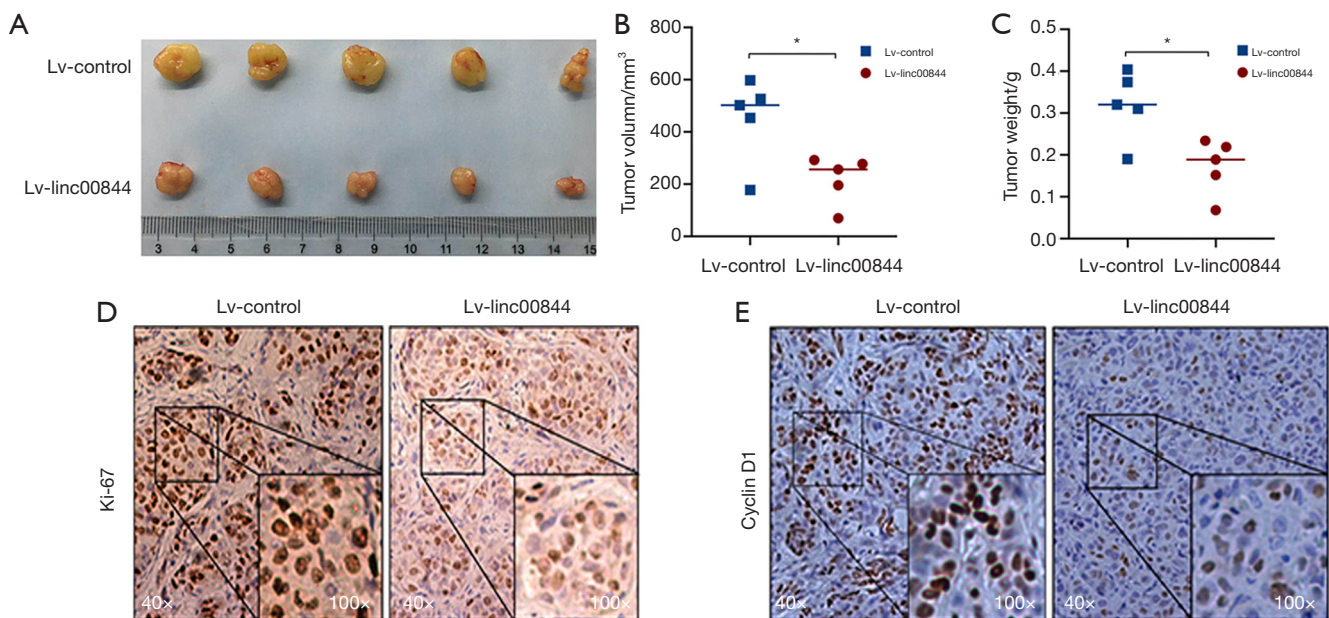 A
Lv-control
Lv-linc00844
3 4 5 6 7 8 9 10 11 12 13 14 15
B
Tumor volumn/mm³
800
600
400
200
0
*
Lv-control
Lv-linc00844
Lv-control Lv-linc00844
C
Tumor weight/g
0.5
0.4
0.3
0.2
0.1
0.0
*
Lv-control
Lv-linc00844
Lv-control Lv-linc00844
D
Lv-control Lv-linc00844
Ki-67
40× 100× 40× 100×
E
Lv-control Lv-linc00844
Cyclin D1
40× 100× 40× 100×